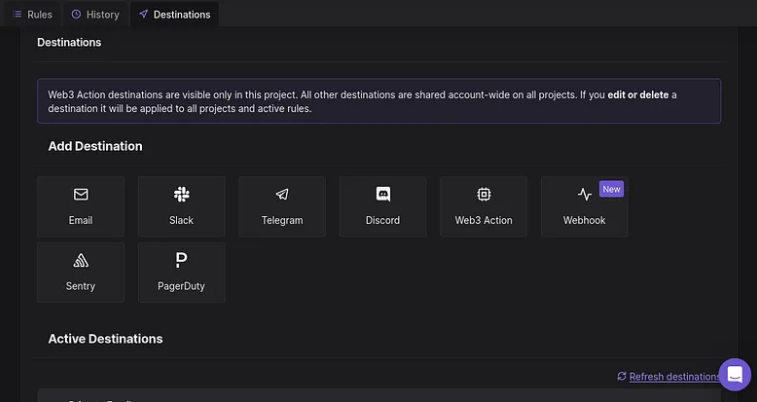 Rules History Destinations
Destinations
Web3 Action destinations are visible only in this project. All other destinations are shared account-wide on all projects. If you edit or delete a
destination it will be applied to all projects and active rules.
Add Destination
New
Email Slack Telegram Discord Web3 Action Webhook
Sentry PagerDuty
Active Destinations
Refresh destinations